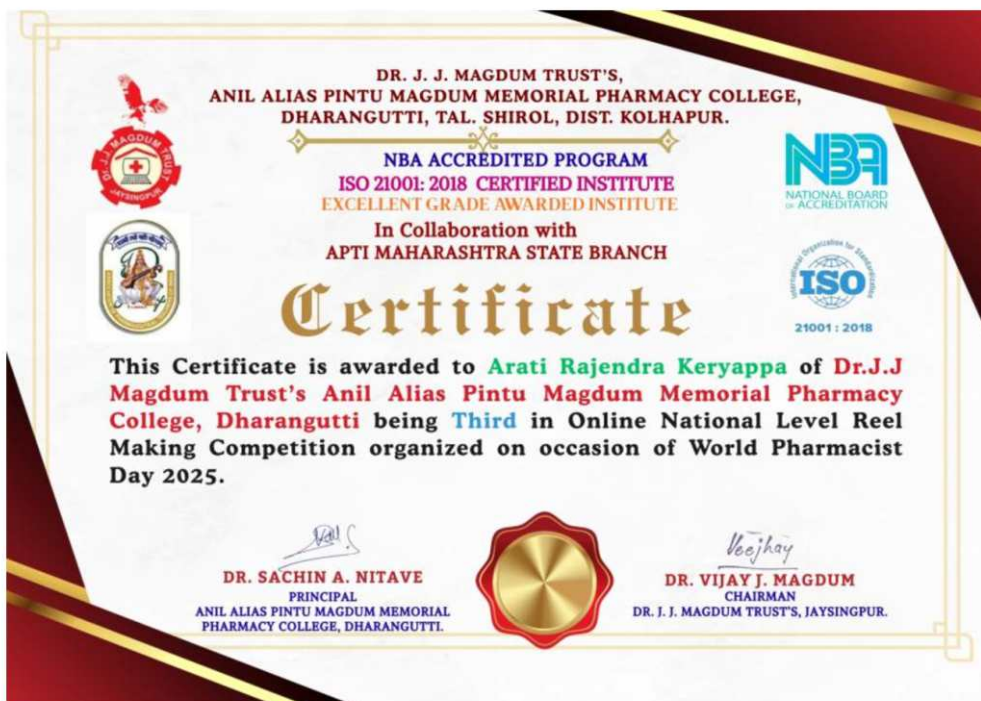 DR. J. J. MAGDUM TRUST'S,
ANIL ALIAS PINTU MAGDUM MEMORIAL PHARMACY COLLEGE,
DHARANGUTTI, TAL. SHIROL, DIST. KOLHAPUR.
NBA ACCREDITED PROGRAM
ISO 21001: 2018 CERTIFIED INSTITUTE
EXCELLENT GRADE AWARDED INSTITUTE
In Collaboration with
APTI MAHARASHTRA STATE BRANCH
Dr. J.J. MAGDUM TRUST
JAYSINGPUR
NBA
NATIONAL BOARD
OF ACCREDITATION
International Organization for Standardization
ISO
21001 : 2018
Certificate
This Certificate is awarded to Arati Rajendra Keryappa of Dr.J.J
Magdum Trust's Anil Alias Pintu Magdum Memorial Pharmacy
College, Dharangutti being Third in Online National Level Reel
Making Competition organized on occasion of World Pharmacist
Day 2025.
DR. SACHIN A. NITAVE
PRINCIPAL
ANIL ALIAS PINTU MAGDUM MEMORIAL
PHARMACY COLLEGE, DHARANGUTTI.
Veejhay
DR. VIJAY J. MAGDUM
CHAIRMAN
DR. J. J. MAGDUM TRUST'S, JAYSINGPUR.